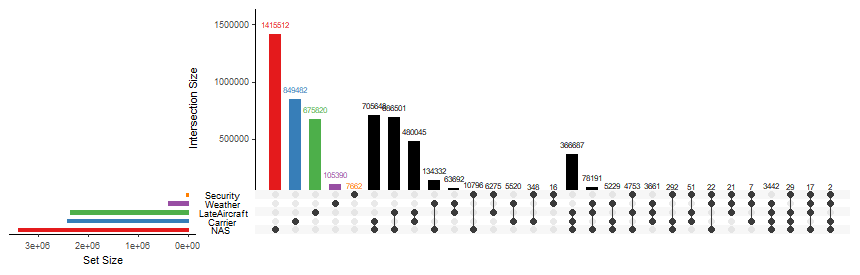 1500000
1000000
500000
Intersection Size
1415512
849482
675820
105390
7662
705648
686501
480045
134332
63692
10796
6275
5520
348
16
366687
78191
5229
4753
3661
292
51
22
21
7
3442
29
17
2
Security
Weather
LateAircraft
Carrier
NAS
3e+06
2e+06
1e+06
0e+00
Set Size